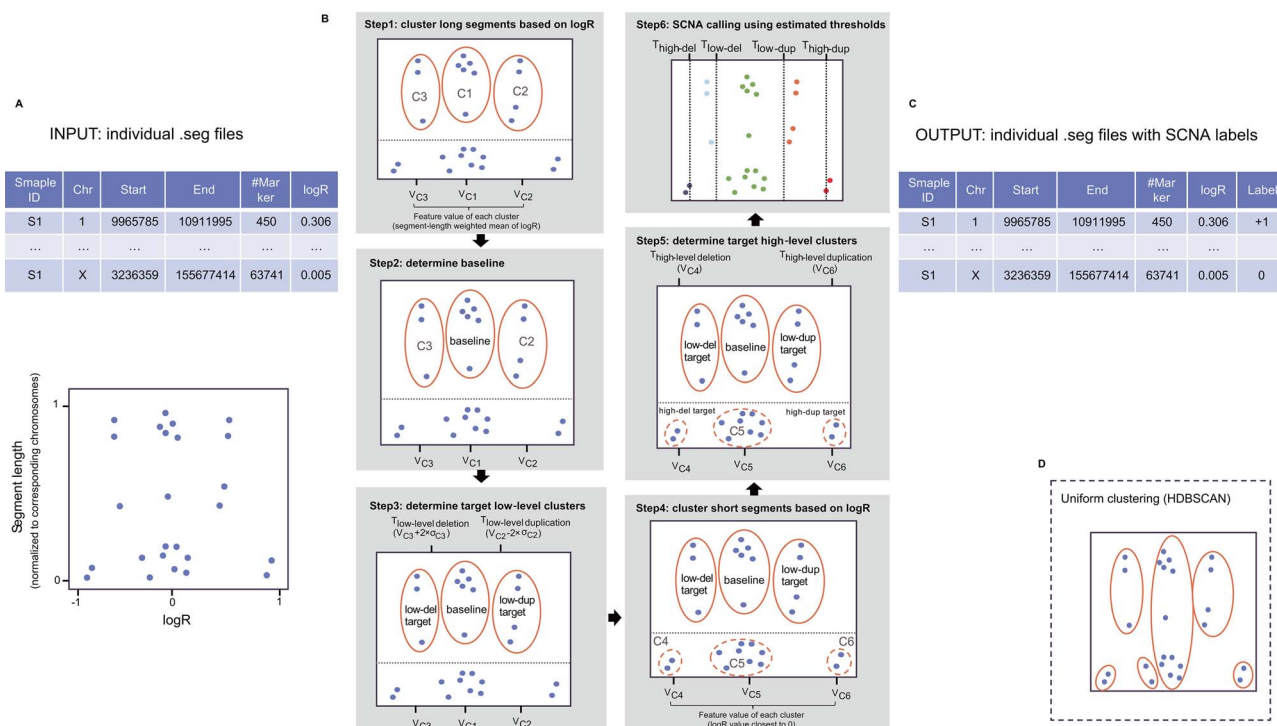 A
INPUT: individual .seg files
Smaple ID Chr Start End #Mar ker logR
S1 1 9965785 10911995 450 0.306
... ... ... ... ... ...
S1 X 3236359 155677414 63741 0.005
Segment length
(normalized to corresponding chromosomes)
1
0
-1 0 1
logR
B
Step1: cluster long segments based on logR
C3 C1 C2
VC3 VC1 VC2
Feature value of each cluster
(segment-length weighted mean of logR)
Step2: determine baseline
C3 baseline C2
VC3 VC1 VC2
Step3: determine target low-level clusters
Tlow-level deletion
(VC3+2×σC3)
Tlow-level duplication
(VC2-2×σC2)
low-del target
baseline
low-dup target
VC3 VC1 VC2
Step4: cluster short segments based on logR
low-del target
baseline
low-dup target
C4 C5 C6
VC4 VC5 VC6
Feature value of each cluster
(logR value closest to 0)
Step5: determine target high-level clusters
Thigh-level deletion
(VC4)
Thigh-level duplication
(VC6)
low-del target
baseline
low-dup target
high-del target
C5
high-dup target
VC4 VC5 VC6
Step6: SCNA calling using estimated thresholds
Thigh-del Tlow-del Tlow-dup Thigh-dup
C
OUTPUT: individual .seg files with SCNA labels
Smaple ID Chr Start End #Mar ker logR Label
S1 1 9965785 10911995 450 0.306 +1
... ... ... ... ... ...
S1 X 3236359 155677414 63741 0.005 0
D
Uniform clustering (HDBSCAN)